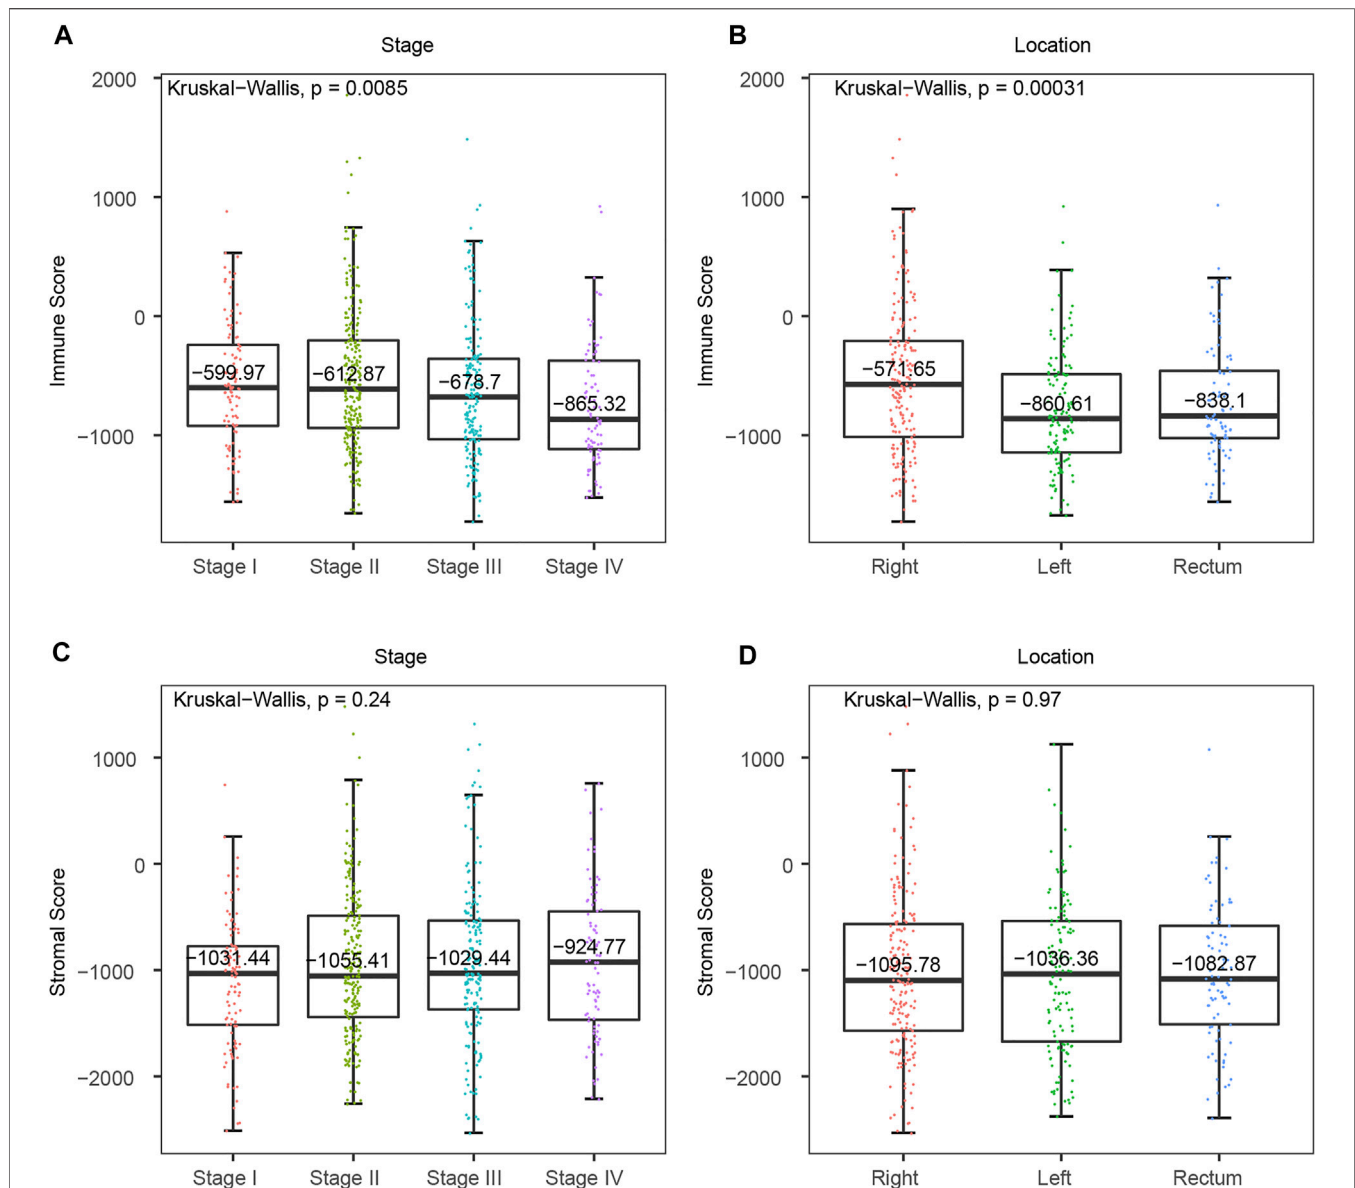 A
Stage
Kruskal−Wallis, p = 0.0085
2000
1000
0
−1000
Immune Score
−599.97
−612.87
−678.7
−865.32
Stage I
Stage II
Stage III
Stage IV
B
Location
Kruskal−Wallis, p = 0.00031
2000
1000
0
−1000
Immune Score
−571.65
−860.61
−838.1
Right
Left
Rectum
C
Stage
Kruskal−Wallis, p = 0.24
1000
0
−1000
−2000
Stromal Score
−1031.44
−1055.41
−1029.44
−924.77
Stage I
Stage II
Stage III
Stage IV
D
Location
Kruskal−Wallis, p = 0.97
1000
0
−1000
−2000
Stromal Score
−1095.78
−1036.36
−1082.87
Right
Left
Rectum